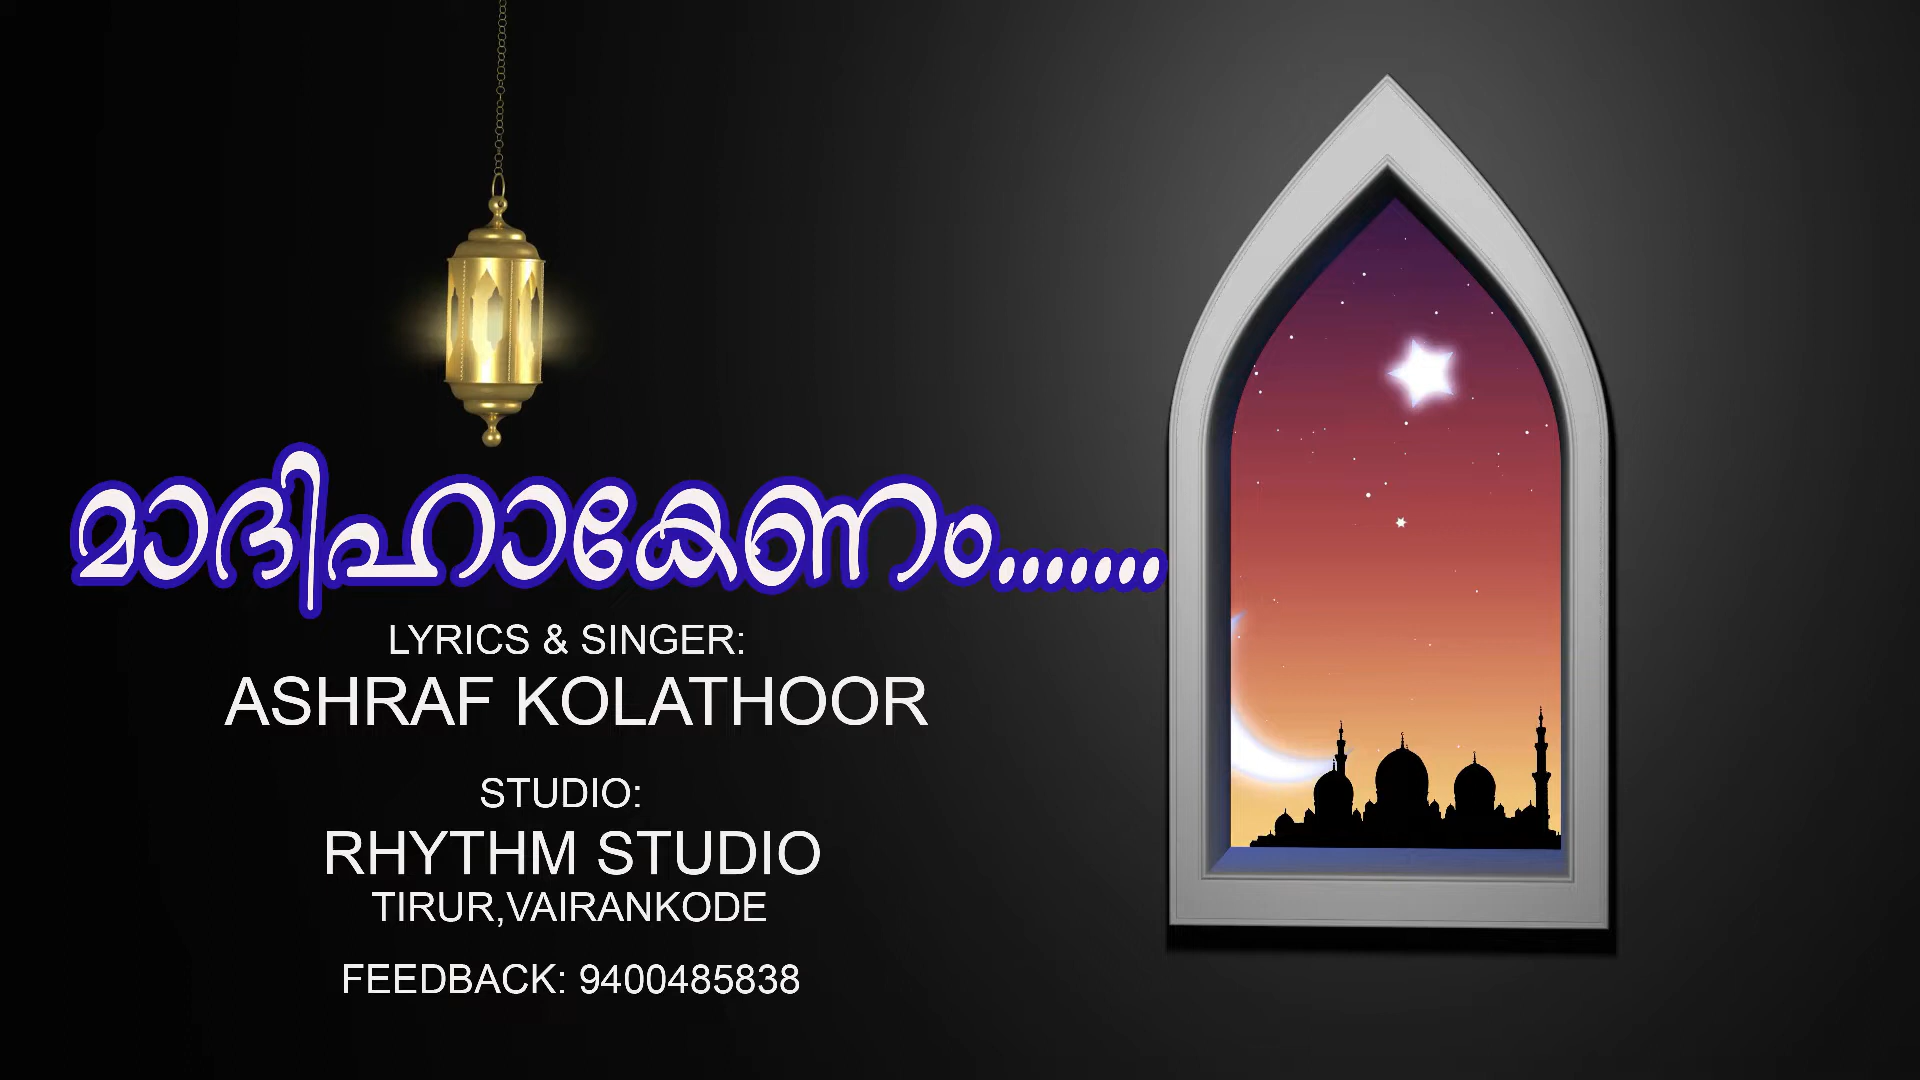 മാദിഹാകേണം.......
LYRICS & SINGER:
ASHRAF KOLATHOOR
STUDIO:
RHYTHM STUDIO
TIRUR,VAIRANKODE
FEEDBACK: 9400485838